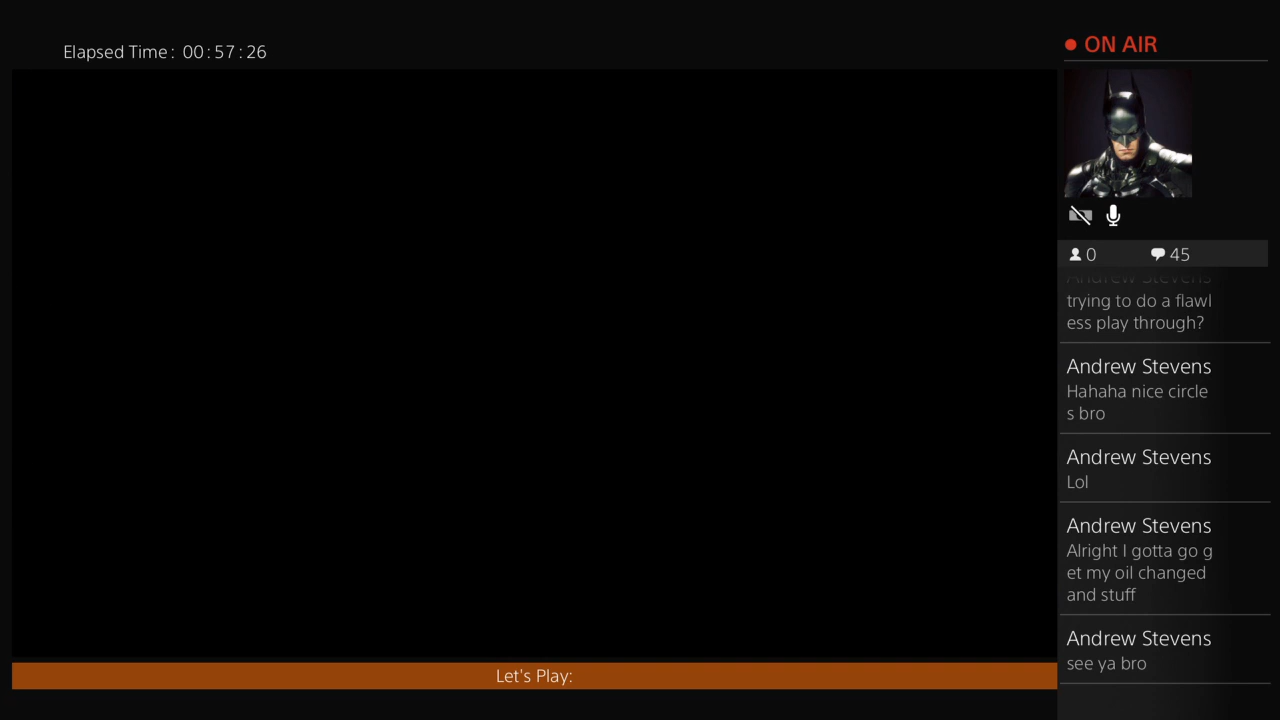 Elapsed Time: 00:57:26
ON AIR
0 45
Andrew Stevens
trying to do a flawl
ess play through?
Andrew Stevens
Hahaha nice circle
s bro
Andrew Stevens
Lol
Andrew Stevens
Alright I gotta go g
et my oil changed
and stuff
Andrew Stevens
see ya bro
Let's Play: